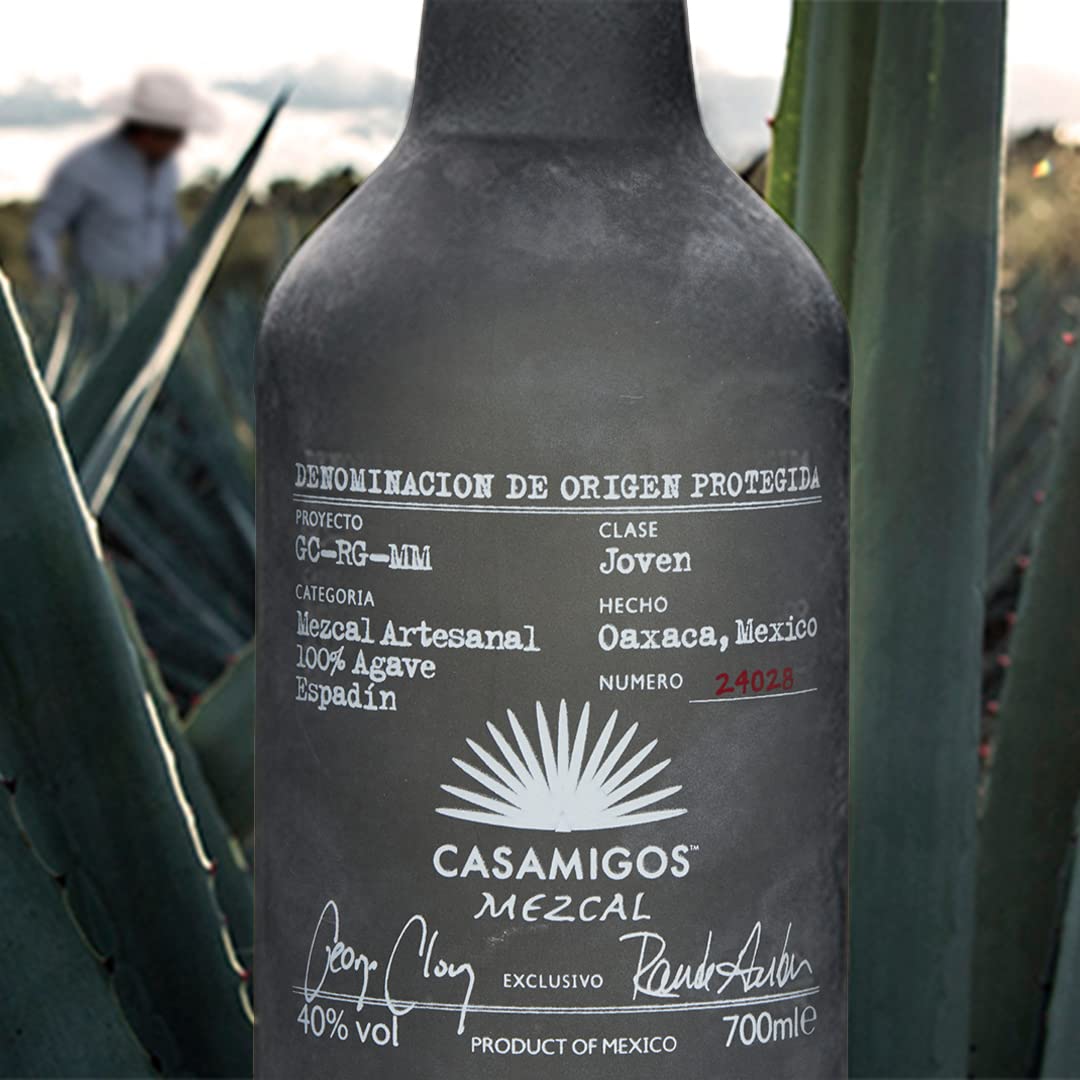 DENOMINACION DE ORIGEN PROTEGIDA
PROYECTO
GC-RG-MM
CATEGORIA
Mezcal Artesanal
100% Agave
Espadín
CLASE
Joven
HECHO
Oaxaca, Mexico
NUMERO 24028
CASAMIGOS™
MEZCAL
EXCLUSIVO
40% vol
PRODUCT OF MEXICO
700ml℮